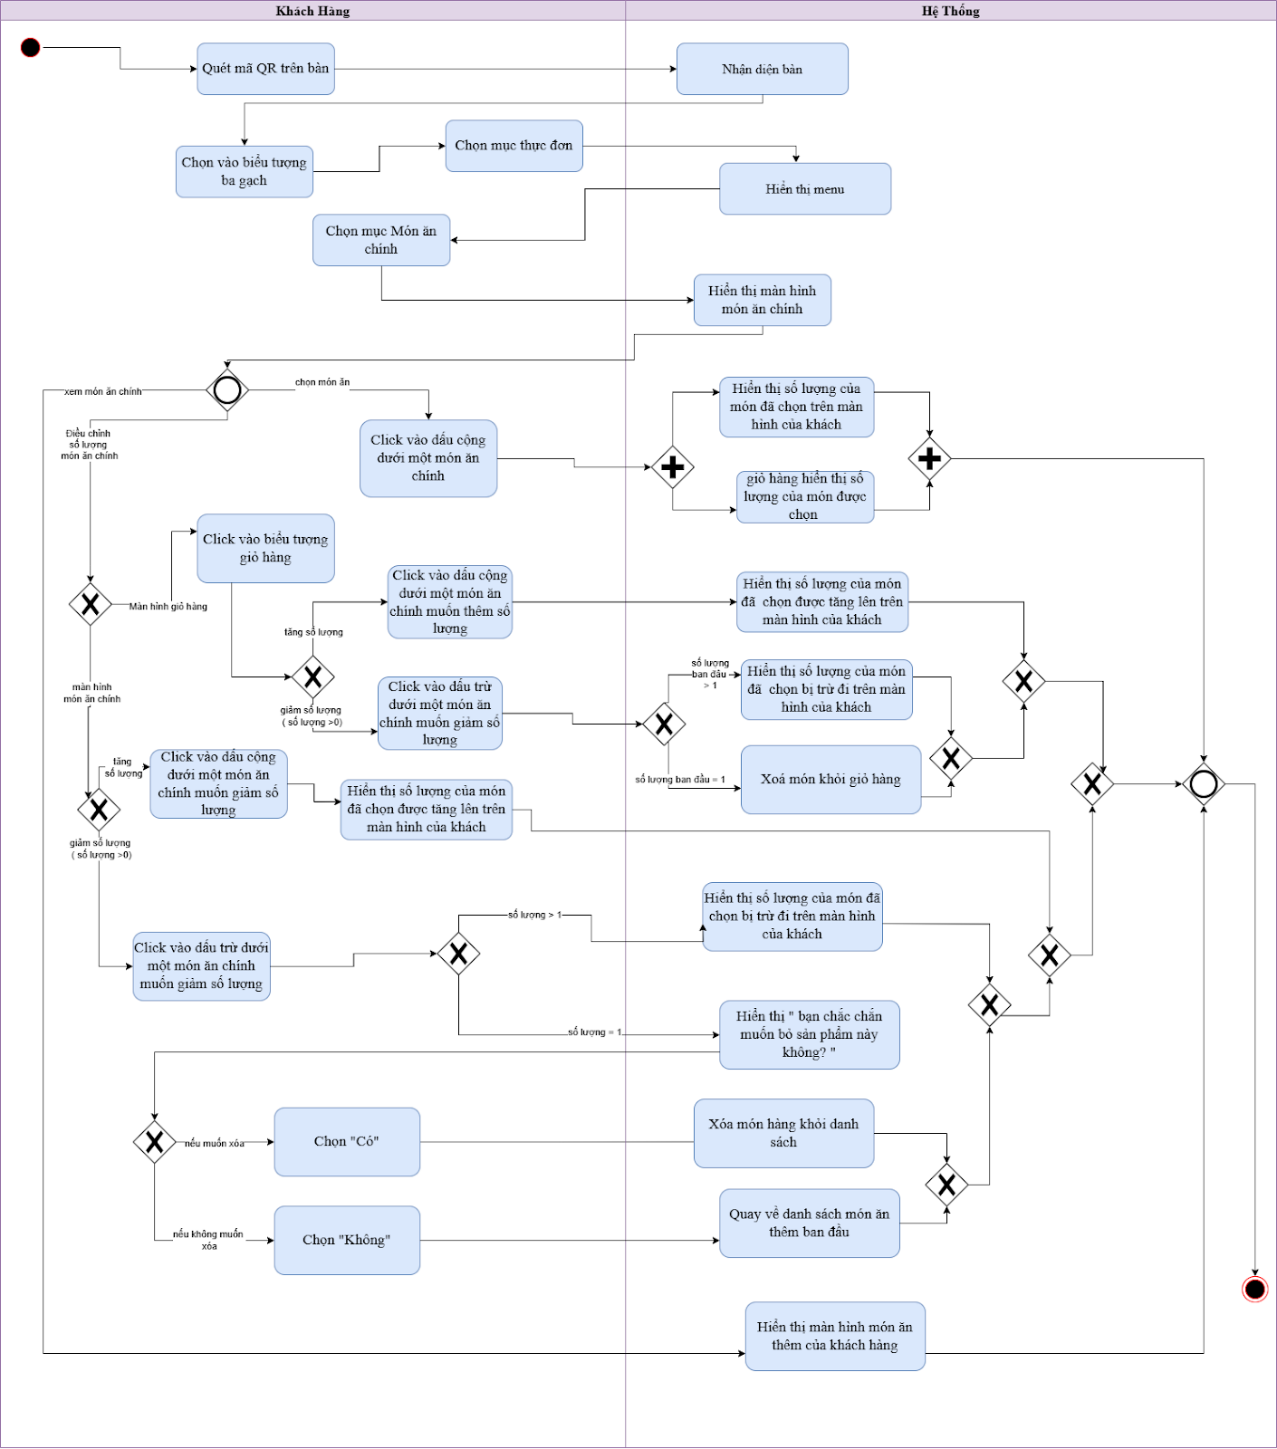 Khách Hàng
Hệ Thống
Quét mã QR trên bàn
Nhận diện bàn
Chọn vào biểu tượng
ba gạch
Chọn mục thực đơn
Hiển thị menu
Chọn mục Món ăn
chính
Hiển thị màn hình
món ăn chính
xem món ăn chính
chọn món ăn
Điều chỉnh
số lượng
món ăn chính
Click vào dấu cộng
dưới một món ăn
chính
Hiển thị số lượng của
món đã chọn trên màn
hình của khách
giỏ hàng hiển thị số
lượng của món được
chọn
Click vào biểu tượng
giỏ hàng
Màn hình giỏ hàng
Click vào dấu cộng
dưới một món ăn
chính muốn thêm số
lượng
Hiển thị số lượng của món
đã chọn được tăng lên trên
màn hình của khách
tăng số lượng
số lượng
ban đầu
> 1
Hiển thị số lượng của món
đã chọn bị trừ đi trên màn
hình của khách
màn hình
món ăn chính
giảm số lượng
( số lượng >0)
Click vào dấu trừ
dưới một món ăn
chính muốn giảm số
lượng
số lượng ban đầu = 1
Xoá món khỏi giỏ hàng
tăng
số lượng
Click vào dấu cộng
dưới một món ăn
chính muốn giảm số
lượng
Hiển thị số lượng của món
đã chọn được tăng lên trên
màn hình của khách
giảm số lượng
( số lượng >0)
số lượng > 1
Hiển thị số lượng của món đã
chọn bị trừ đi trên màn hình
của khách
Click vào dấu trừ dưới
một món ăn chính
muốn giảm số lượng
số lượng = 1
Hiển thị " bạn chắc chắn
muốn bỏ sản phẩm này
không? "
nếu muốn xóa
Chọn "Có"
Xóa món hàng khỏi danh
sách
nếu không muốn
xóa
Chọn "Không"
Quay về danh sách món ăn
thêm ban đầu
Hiển thị màn hình món ăn
thêm của khách hàng